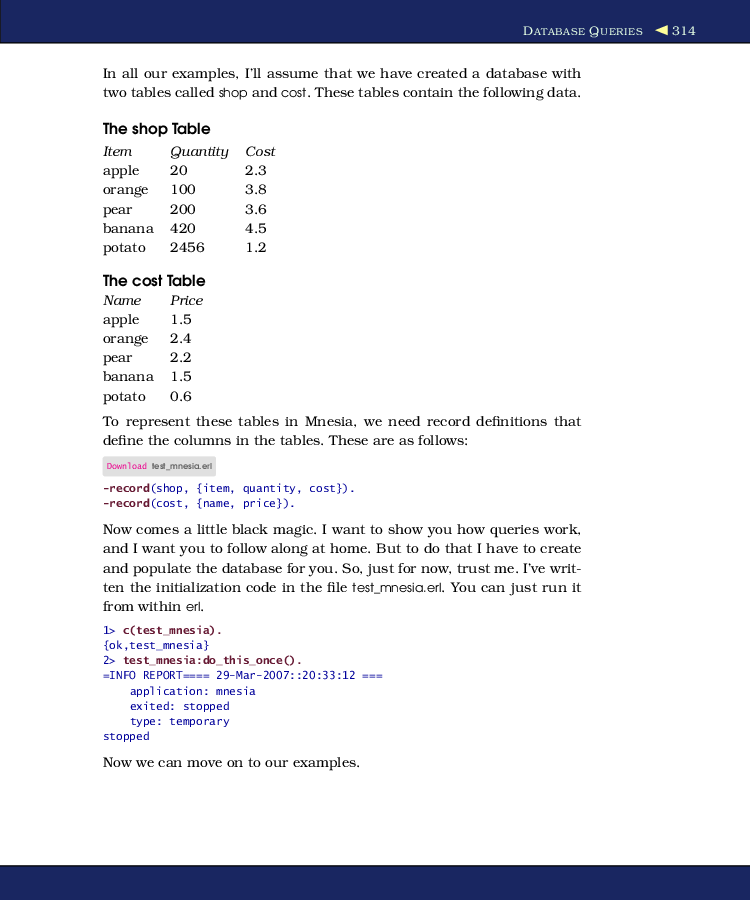 DATABASE QUERIES ◀ 314
In all our examples, I'll assume that we have created a database with
two tables called shop and cost. These tables contain the following data.
The shop Table
Item Quantity Cost
apple 20 2.3
orange 100 3.8
pear 200 3.6
banana 420 4.5
potato 2456 1.2
The cost Table
Name Price
apple 1.5
orange 2.4
pear 2.2
banana 1.5
potato 0.6
To represent these tables in Mnesia, we need record definitions that
define the columns in the tables. These are as follows:
Download test_mnesia.erl
-record(shop, {item, quantity, cost}).
-record(cost, {name, price}).
Now comes a little black magic. I want to show you how queries work,
and I want you to follow along at home. But to do that I have to create
and populate the database for you. So, just for now, trust me. I've writ-
ten the initialization code in the file test_mnesia.erl. You can just run it
from within erl.
1> c(test_mnesia).
{ok,test_mnesia}
2> test_mnesia:do_this_once().
=INFO REPORT==== 29-Mar-2007::20:33:12 ===
application: mnesia
exited: stopped
type: temporary
stopped
Now we can move on to our examples.